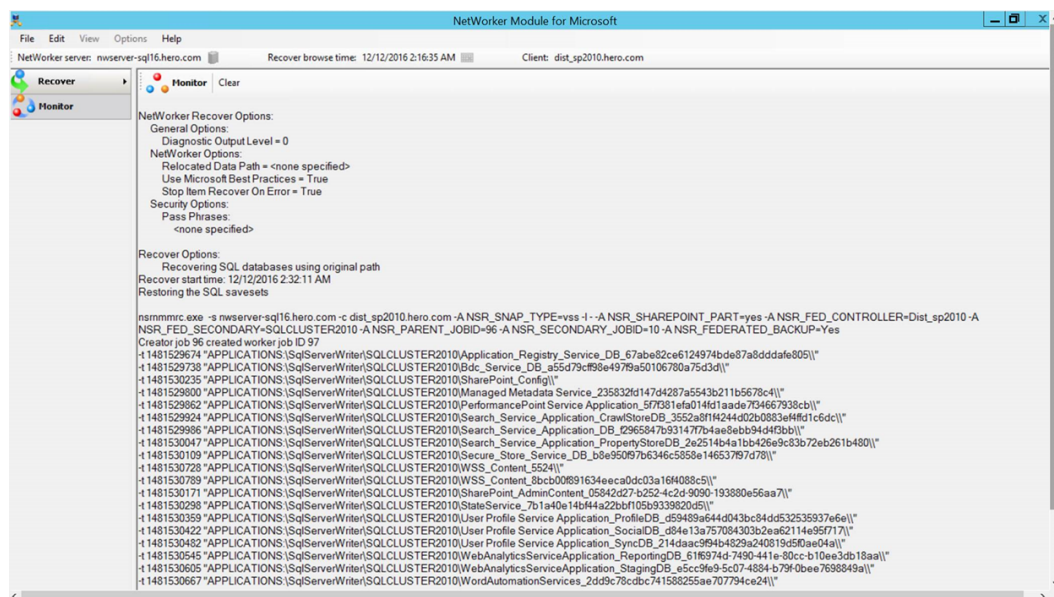 NetWorker Module for Microsoft
File Edit View Options Help
NetWorker server: nwserver-sql16.hero.com Recover browse time: 12/12/2016 2:16:35 AM Client: dist_sp2010.hero.com
Recover
Monitor Clear
Monitor
NetWorker Recover Options:
General Options:
Diagnostic Output Level = 0
NetWorker Options:
Relocated Data Path = <none specified>
Use Microsoft Best Practices = True
Stop Item Recover On Error = True
Security Options:
Pass Phrases:
<none specified>
Recover Options:
Recovering SQL databases using original path
Recover start time: 12/12/2016 2:32:11 AM
Restoring the SQL savesets
nsrnmmrc.exe -s nwserver-sql16.hero.com -c dist_sp2010.hero.com -A NSR_SNAP_TYPE=vss -I - -A NSR_SHAREPOINT_PART=yes -A NSR_FED_CONTROLLER=Dist_sp2010 -A
NSR_FED_SECONDARY=SQLCLUSTER2010 -A NSR_PARENT_JOBID=96 -A NSR_SECONDARY_JOBID=10 -A NSR_FEDERATED_BACKUP=Yes
Creator job 96 created worker job ID 97
-t 1481529674 "APPLICATIONS:\SqlServerWriter\SQLCLUSTER2010\Application_Registry_Service_DB_67abe82ce6124974bde87a8dddafe805\\"
-t 1481529738 "APPLICATIONS:\SqlServerWriter\SQLCLUSTER2010\Bdc_Service_DB_a55d79cff98e497f9a50106780a75d3d\\"
-t 1481530235 "APPLICATIONS:\SqlServerWriter\SQLCLUSTER2010\SharePoint_Config\\"
-t 1481529800 "APPLICATIONS:\SqlServerWriter\SQLCLUSTER2010\Managed Metadata Service_235832fd147d4287a5543b211b5678c4\\"
-t 1481529862 "APPLICATIONS:\SqlServerWriter\SQLCLUSTER2010\PerformancePoint Service Application_5f7f381efa014fd1aade7f34667938cb\\"
-t 1481529924 "APPLICATIONS:\SqlServerWriter\SQLCLUSTER2010\Search_Service_Application_CrawlStoreDB_3552a8f1f4244d02b0883ef4ffd1c6dc\\"
-t 1481529986 "APPLICATIONS:\SqlServerWriter\SQLCLUSTER2010\Search_Service_Application_DB_f2965847b93147f7b4ae8ebb94d4f3bb\\"
-t 1481530047 "APPLICATIONS:\SqlServerWriter\SQLCLUSTER2010\Search_Service_Application_PropertyStoreDB_2e2514b4a1bb426e9c83b72eb261b480\\"
-t 1481530109 "APPLICATIONS:\SqlServerWriter\SQLCLUSTER2010\Secure_Store_Service_DB_b8e950f97b6346c5858e146537f97d78\\"
-t 1481530728 "APPLICATIONS:\SqlServerWriter\SQLCLUSTER2010\WSS_Content_5524\\"
-t 1481530789 "APPLICATIONS:\SqlServerWriter\SQLCLUSTER2010\WSS_Content_8bcb00f891634eeca0dc03a16f4088c5\\"
-t 1481530171 "APPLICATIONS:\SqlServerWriter\SQLCLUSTER2010\SharePoint_AdminContent_05842d27-b252-4c2d-9090-193880e56aa7\\"
-t 1481530298 "APPLICATIONS:\SqlServerWriter\SQLCLUSTER2010\StateService_7b1a40e14bf44a22bbf105b9339820d5\\"
-t 1481530359 "APPLICATIONS:\SqlServerWriter\SQLCLUSTER2010\User Profile Service Application_ProfileDB_d59489a644d043bc84dd532535937e6e\\"
-t 1481530422 "APPLICATIONS:\SqlServerWriter\SQLCLUSTER2010\User Profile Service Application_SocialDB_d84e13a757084303b2ea62114e95f717\\"
-t 1481530482 "APPLICATIONS:\SqlServerWriter\SQLCLUSTER2010\User Profile Service Application_SyncDB_214daac9f94b4829a240819d5f0ae04a\\"
-t 1481530545 "APPLICATIONS:\SqlServerWriter\SQLCLUSTER2010\WebAnalyticsServiceApplication_ReportingDB_61f6974d-7490-441e-80cc-b10ee3db18aa\\"
-t 1481530605 "APPLICATIONS:\SqlServerWriter\SQLCLUSTER2010\WebAnalyticsServiceApplication_StagingDB_e5cc9fe9-5c07-4884-b79f-0bee7698849a\\"
-t 1481530667 "APPLICATIONS:\SqlServerWriter\SQLCLUSTER2010\WordAutomationServices_2dd9c78cdbc741588255ae707794ce24\\"